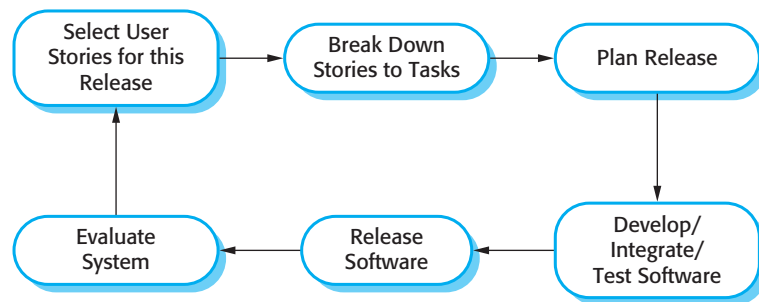 Select User
Stories for this
Release
Break Down
Stories to Tasks
Plan Release
Develop/
Integrate/
Test Software
Release
Software
Evaluate
System